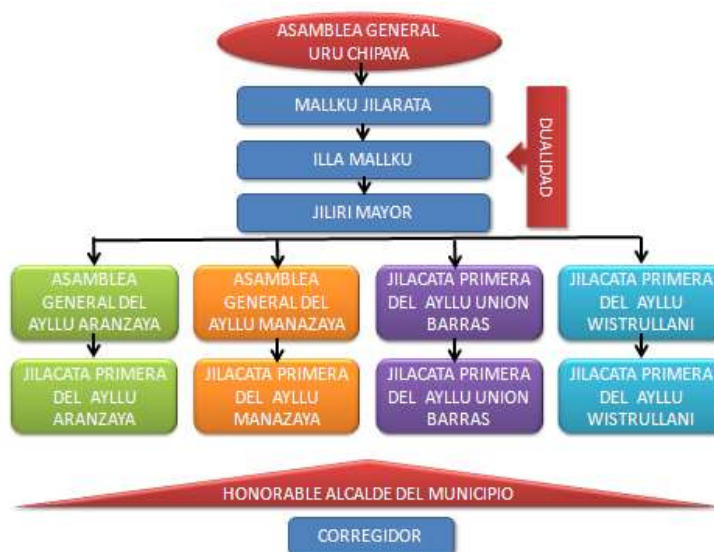 ASAMBLEA GENERAL
URU CHIPAYA
MALLKU JILARATA
ILLA MALLKU
JILIRI MAYOR
DUALIDAD
ASAMBLEA
GENERAL DEL
AYLLU ARANZAYA
ASAMBLEA
GENERAL DEL
AYLLU MANAZAYA
JILACATA PRIMERA
DEL AYLLU UNION
BARRAS
JILACATA PRIMERA
DEL AYLLU
WISTRULLANI
JILACATA PRIMERA
DEL AYLLU
ARANZAYA
JILACATA PRIMERA
DEL AYLLU
MANAZAYA
JILACATA PRIMERA
DEL AYLLU UNION
BARRAS
JILACATA PRIMERA
DEL AYLLU
WISTRULLANI
HONORABLE ALCALDE DEL MUNICIPIO
CORREGIDOR